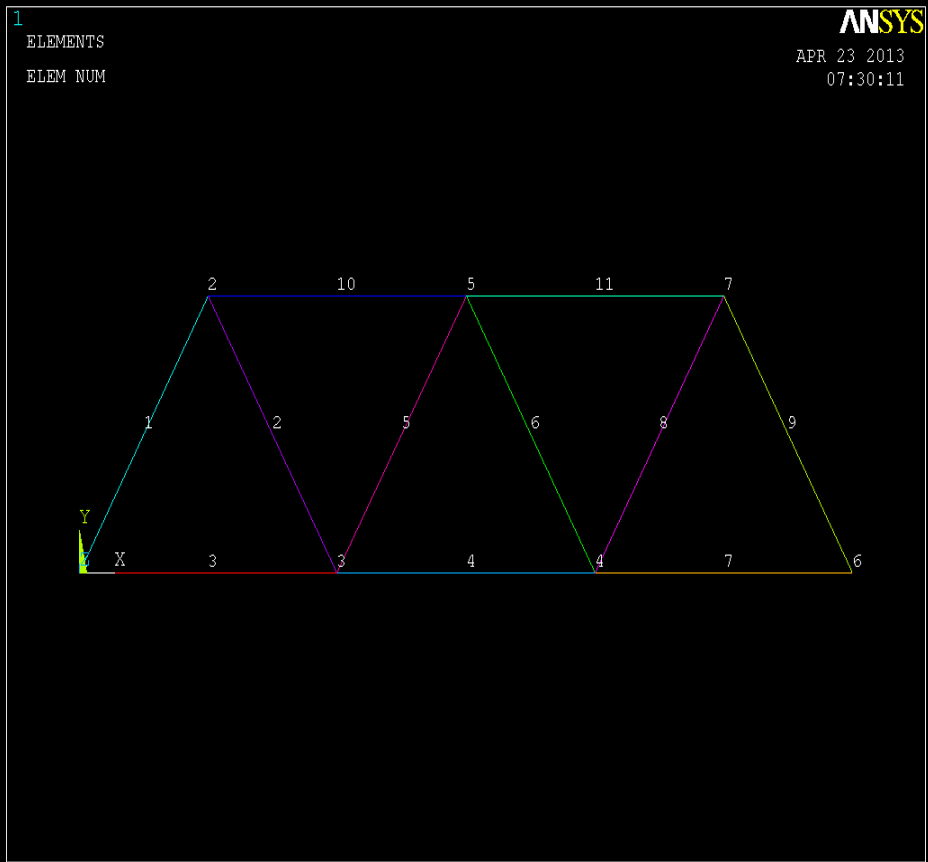 1
ANSYS
ELEMENTS
APR 23 2013
ELEM NUM
07:30:11
2 10 5 11 7
1 2 5 6 8 9
Y
X 3 3 4 4 7 6